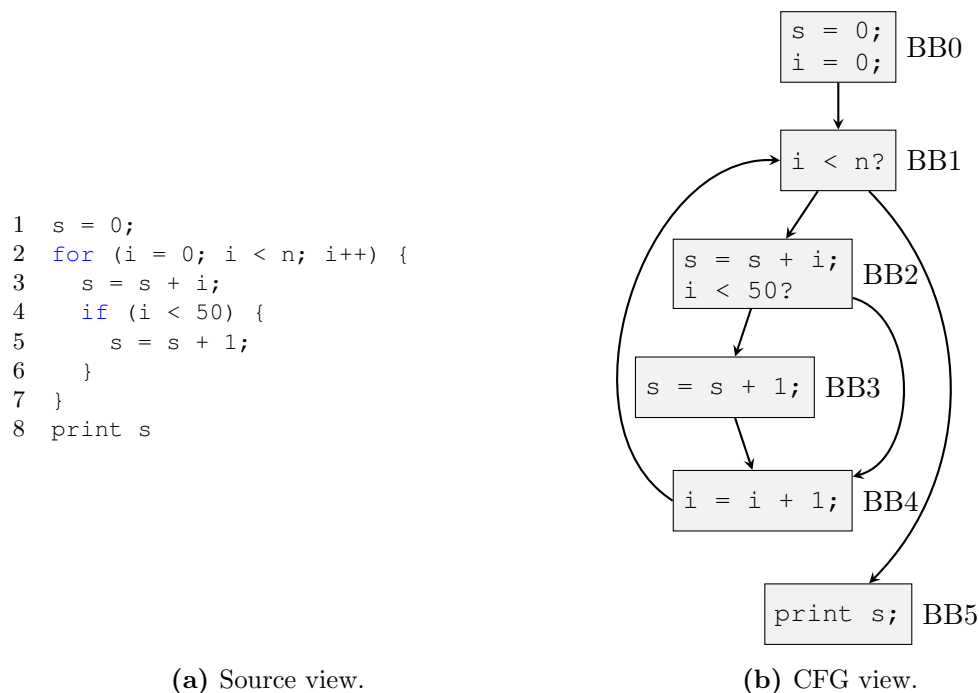 1 s = 0;
2 for (i = 0; i < n; i++) {
3 s = s + i;
4 if (i < 50) {
5 s = s + 1;
6 }
7 }
8 print s
(a) Source view.
s = 0;
i = 0;
BB0
i < n?
BB1
s = s + i;
i < 50?
BB2
s = s + 1;
BB3
i = i + 1;
BB4
print s;
BB5
(b) CFG view.